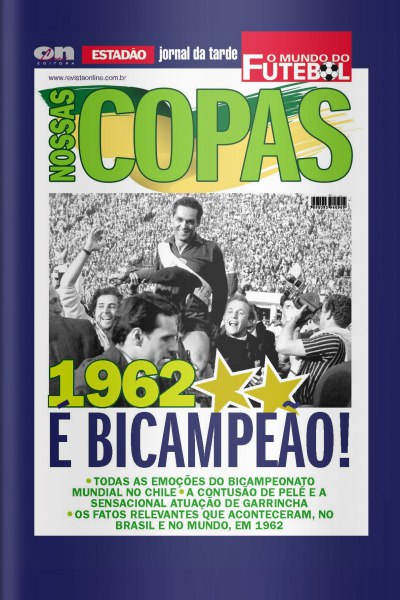 on
EDITORA
ESTADÃO
jornal da tarde
O MUNDO DO
FUTEBOL
www.revistaonline.com.br
NOSSAS
COPAS
1962
É BICAMPEÃO!
• TODAS AS EMOÇÕES DO BICAMPEONATO
MUNDIAL NO CHILE • A CONTUSÃO DE PELÉ E A
SENSACIONAL ATUAÇÃO DE GARRINCHA
• OS FATOS RELEVANTES QUE ACONTECERAM, NO
BRASIL E NO MUNDO, EM 1962